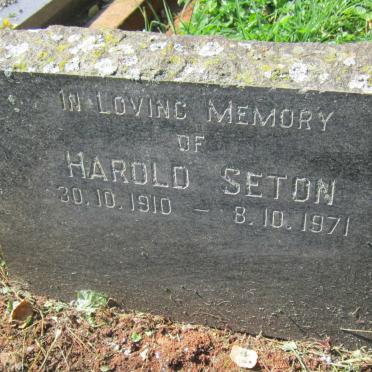 In Loving Memory
of
Harold Seton
30.10.1910 – 8.10.1971